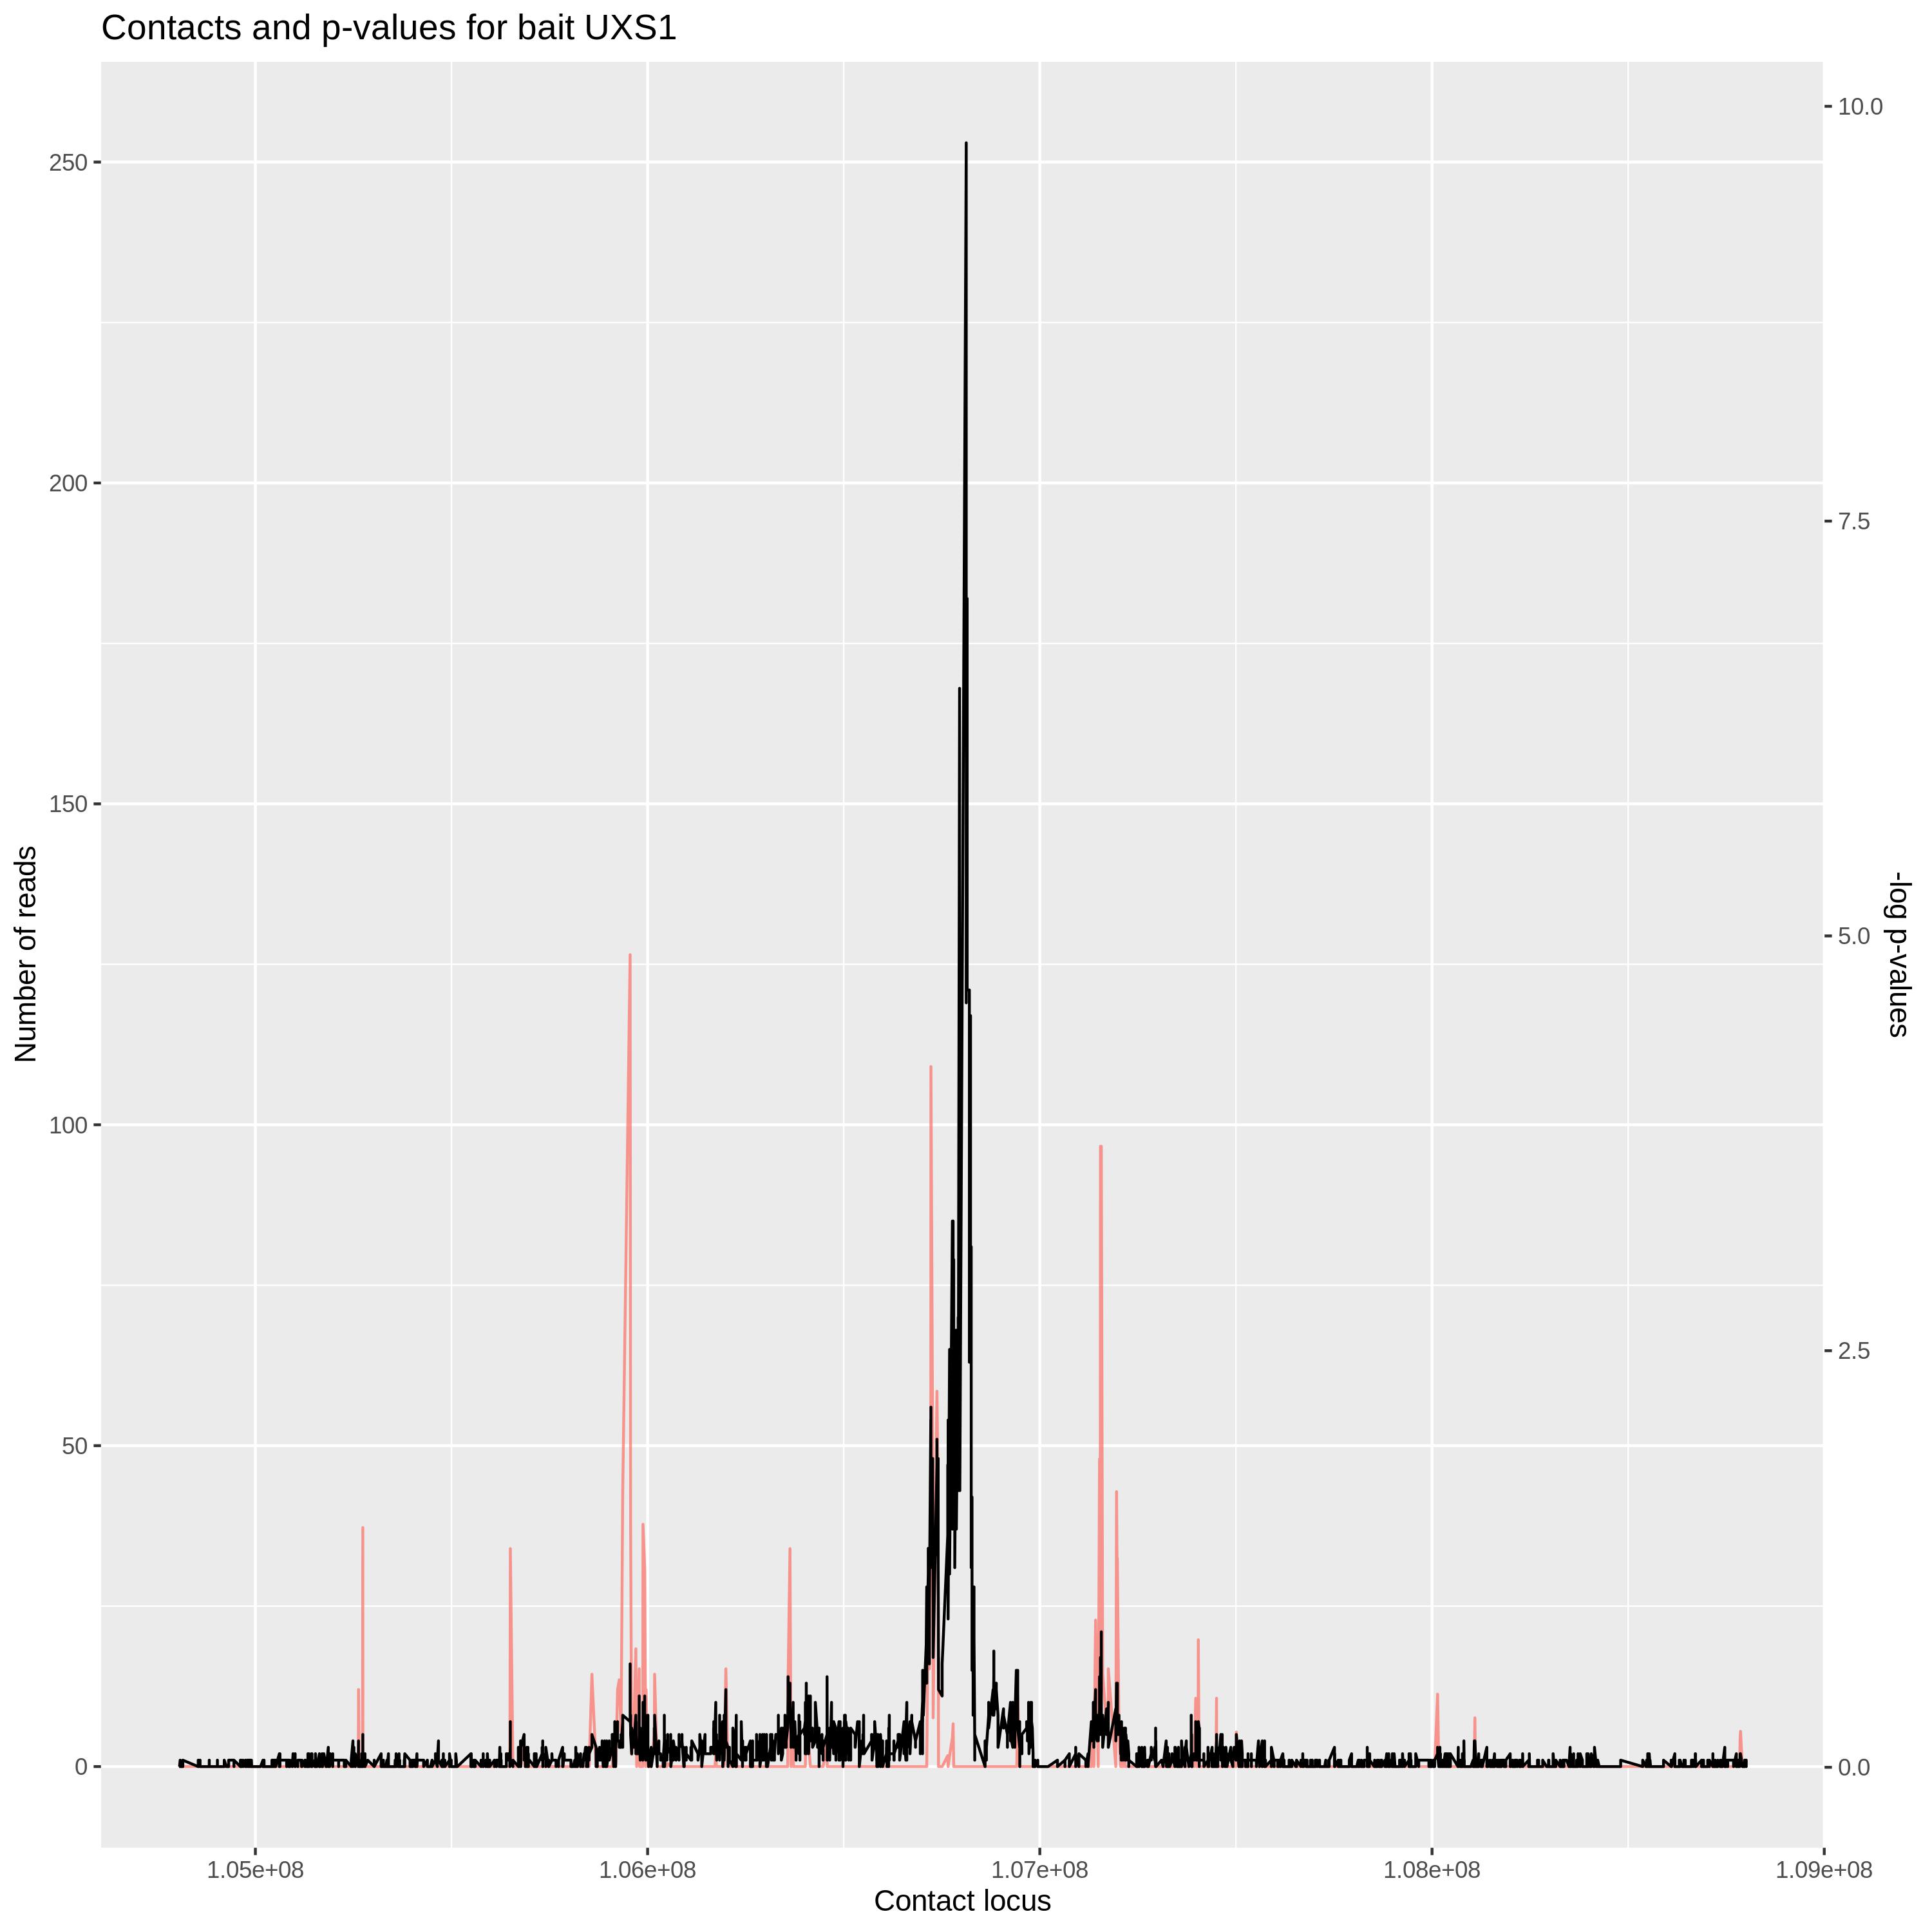 Contacts and p-values for bait UXS1
Number of reads
250
200
150
100
50
0
10.0
7.5
5.0
2.5
0.0
-log p-values
1.05e+08
1.06e+08
1.07e+08
1.08e+08
1.09e+08
Contact locus